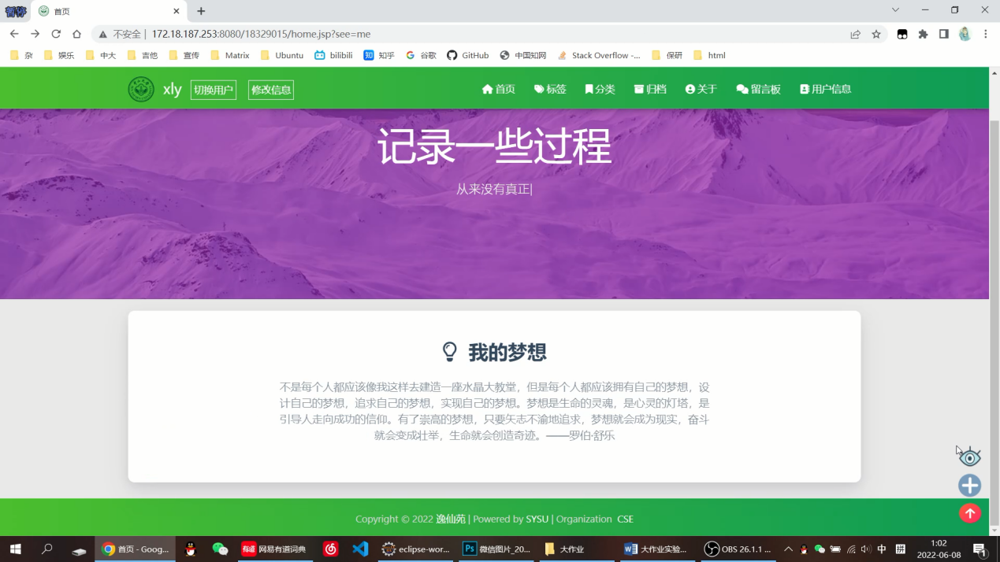 暂停
首页
不安全 | 172.18.187.253:8080/18329015/home.jsp?see=me
杂 娱乐 中大 吉他 宣传 Matrix Ubuntu bilibili 知 知乎 谷歌 GitHub 中国知网 Stack Overflow -... 保研 html
xly 切换用户 修改信息 首页 标签 分类 归档 关于 留言板 用户信息
记录一些过程
从来没有真正|
我的梦想
不是每个人都应该像我这样去建造一座水晶大教堂，但是每个人都应该拥有自己的梦想，设
计自己的梦想，追求自己的梦想，实现自己的梦想。梦想是生命的灵魂，是心灵的灯塔，是
引导人走向成功的信仰。有了崇高的梦想，只要矢志不渝地追求，梦想就会成为现实，奋斗
就会变成壮举，生命就会创造奇迹。——罗伯·舒乐
Copyright © 2022 逸仙苑 | Powered by SYSU | Organization CSE
首页 - Goog... 有道 网易有道词典 eclipse-wor... Ps 微信图片_20... 大作业 W 大作业实验... OBS 26.1.1 ... 中 拼 1:02
2022-06-08 1